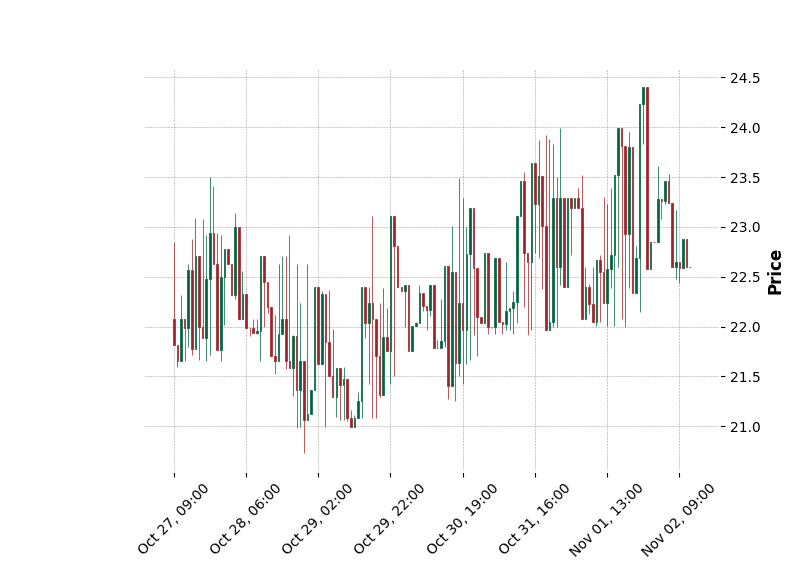 24.5
24.0
23.5
23.0
22.5
22.0
21.5
21.0
Price
Oct 27, 09:00
Oct 28, 06:00
Oct 29, 02:00
Oct 29, 22:00
Oct 30, 19:00
Oct 31, 16:00
Nov 01, 13:00
Nov 02, 09:00